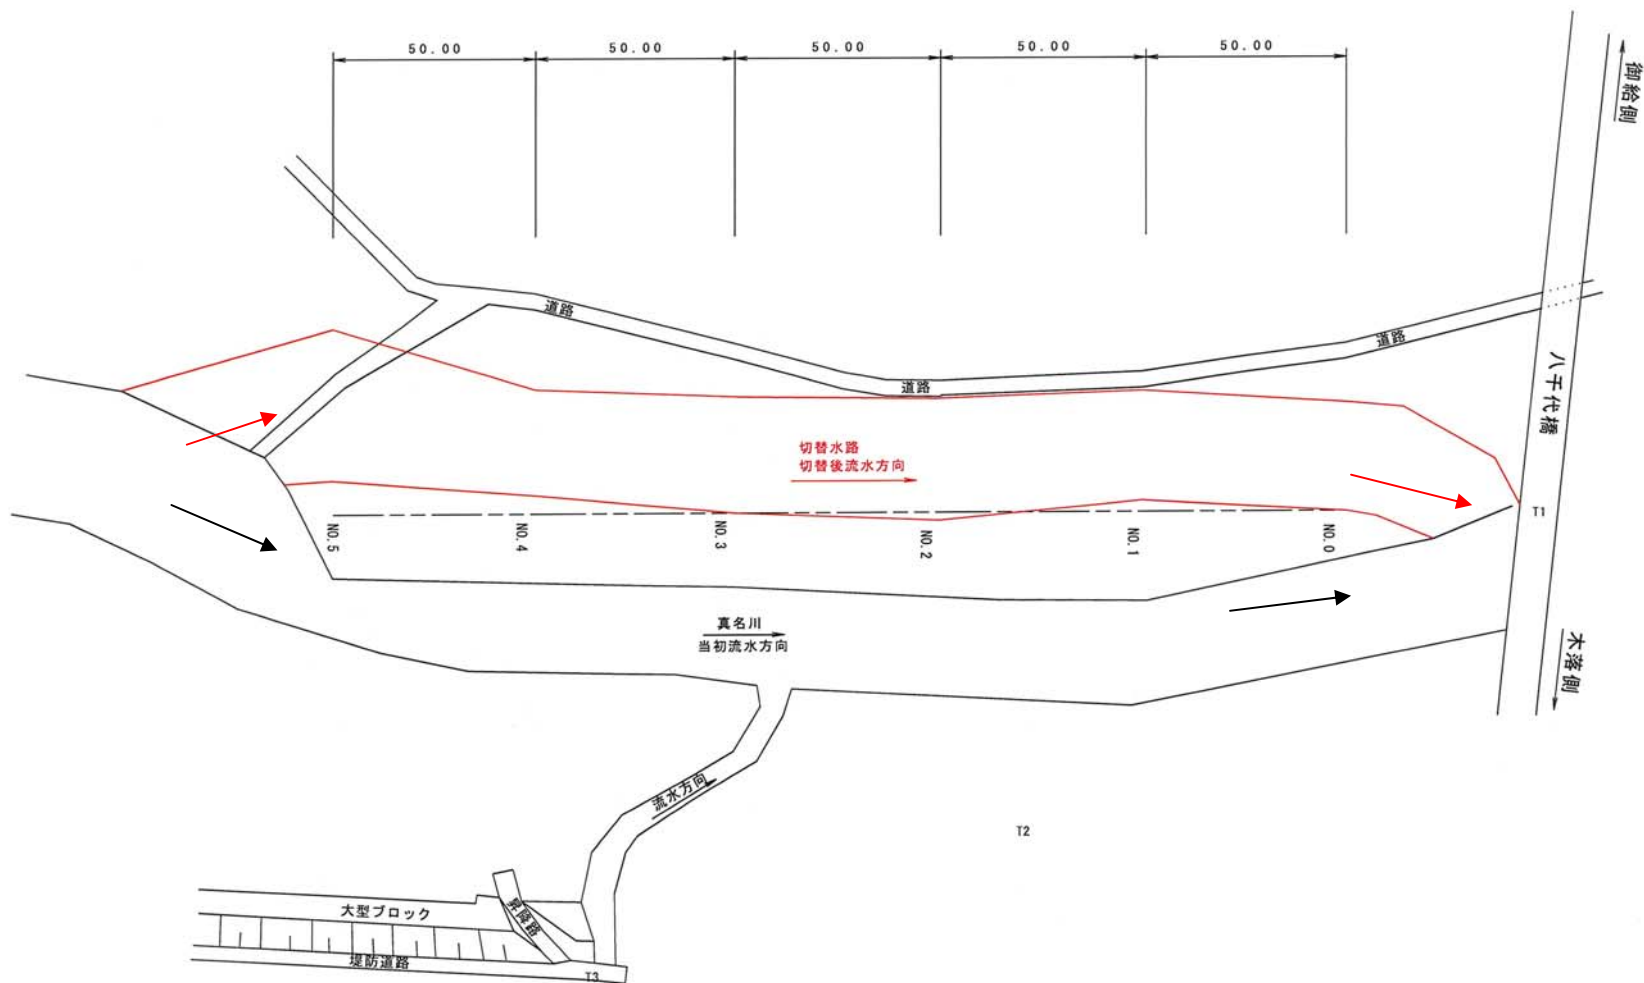 50.00
50.00
50.00
50.00
50.00
御給側
道路
道路
道路
八千代橋
切替水路
切替後流水方向
T1
NO.5
NO.4
NO.3
NO.2
NO.1
NO.0
真名川
当初流水方向
木落側
流水方向
T2
大型ブロック
昇降路
堤防道路
T3